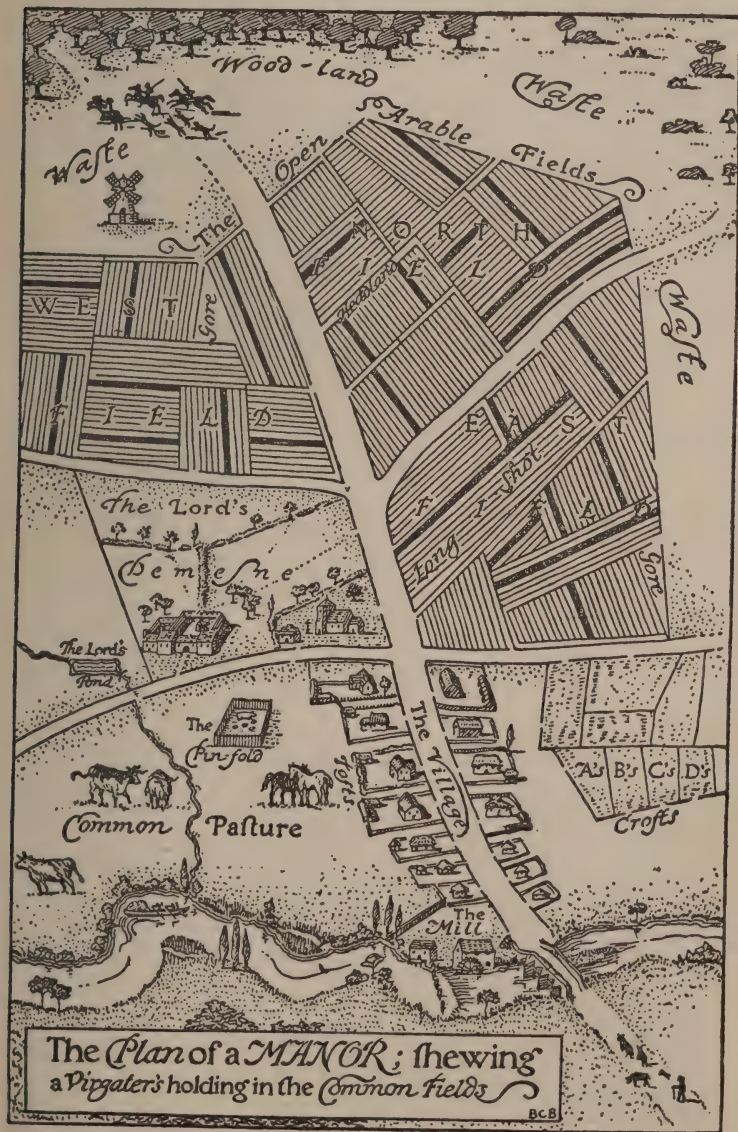 Wood-land
Waſte
Waſte
The Open Arable Fields
NORTH
FIELD
Headland
WEST
FIELD
Gore
Waſte
EAST
FIELD
Long Shot
Gore
The Lord's
Demeſne
The Lord's
Pond
The
Pin-fold
Tofts
The Village
A's B's C's D's
Crofts
Common Paſture
The
Mill
The Plan of a MANOR; ſhewing
a Virgater's holding in the Common Fields
BCB